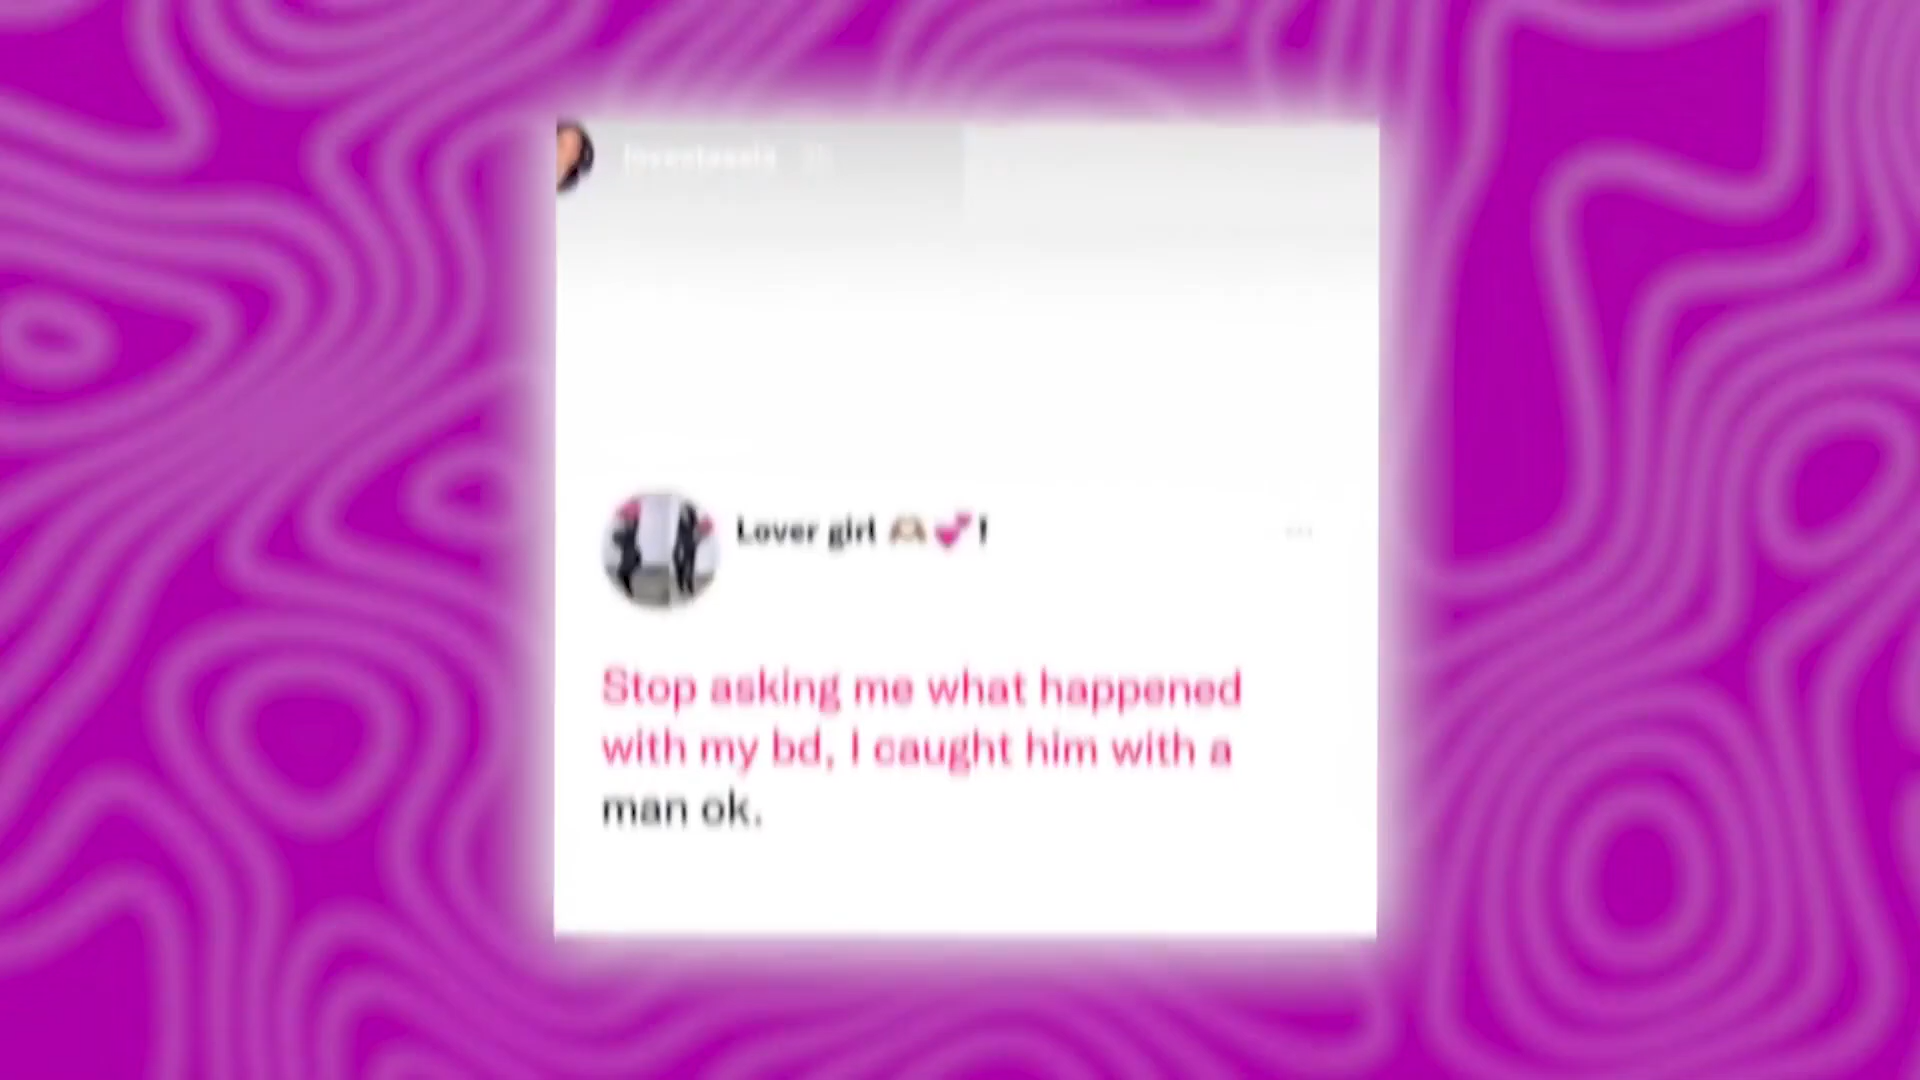 Lover girl 🫶🏼💕!
Stop asking me what happened
with my bd, I caught him with a
man ok.